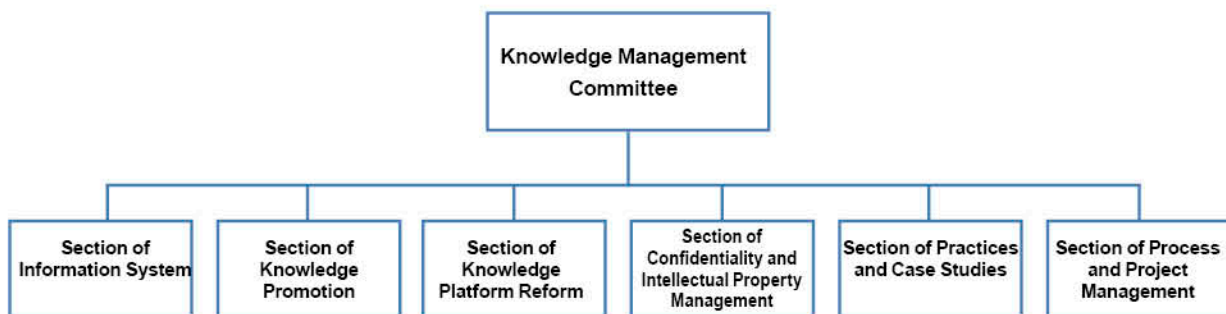 Knowledge Management
Committee
Section of
Information System
Section of
Knowledge
Promotion
Section of
Knowledge
Platform Reform
Section of
Confidentiality and
Intellectual Property
Management
Section of Practices
and Case Studies
Section of Process
and Project
Management